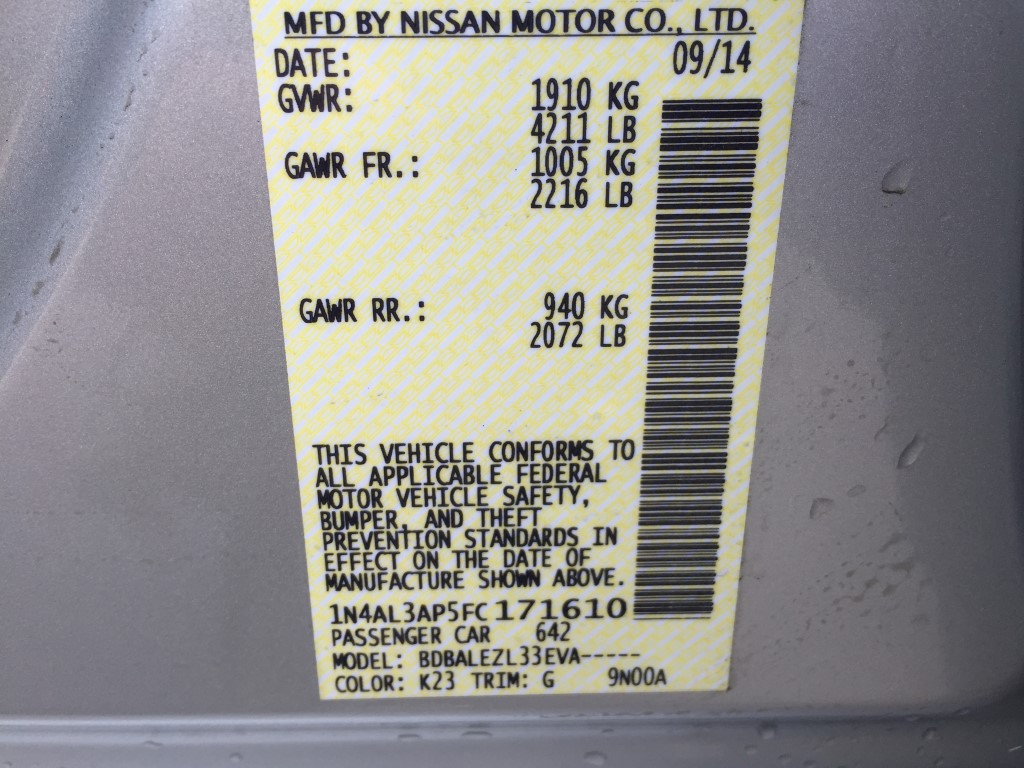 MFD BY NISSAN MOTOR CO., LTD.
DATE: 09/14
GVWR: 1910 KG
4211 LB
GAWR FR.: 1005 KG
2216 LB
GAWR RR.: 940 KG
2072 LB
THIS VEHICLE CONFORMS TO
ALL APPLICABLE FEDERAL
MOTOR VEHICLE SAFETY,
BUMPER, AND THEFT
PREVENTION STANDARDS IN
EFFECT ON THE DATE OF
MANUFACTURE SHOWN ABOVE.
1N4AL3AP5FC171610
PASSENGER CAR 642
MODEL: BDBALEZL33EVA-----
COLOR: K23 TRIM: G 9N00A